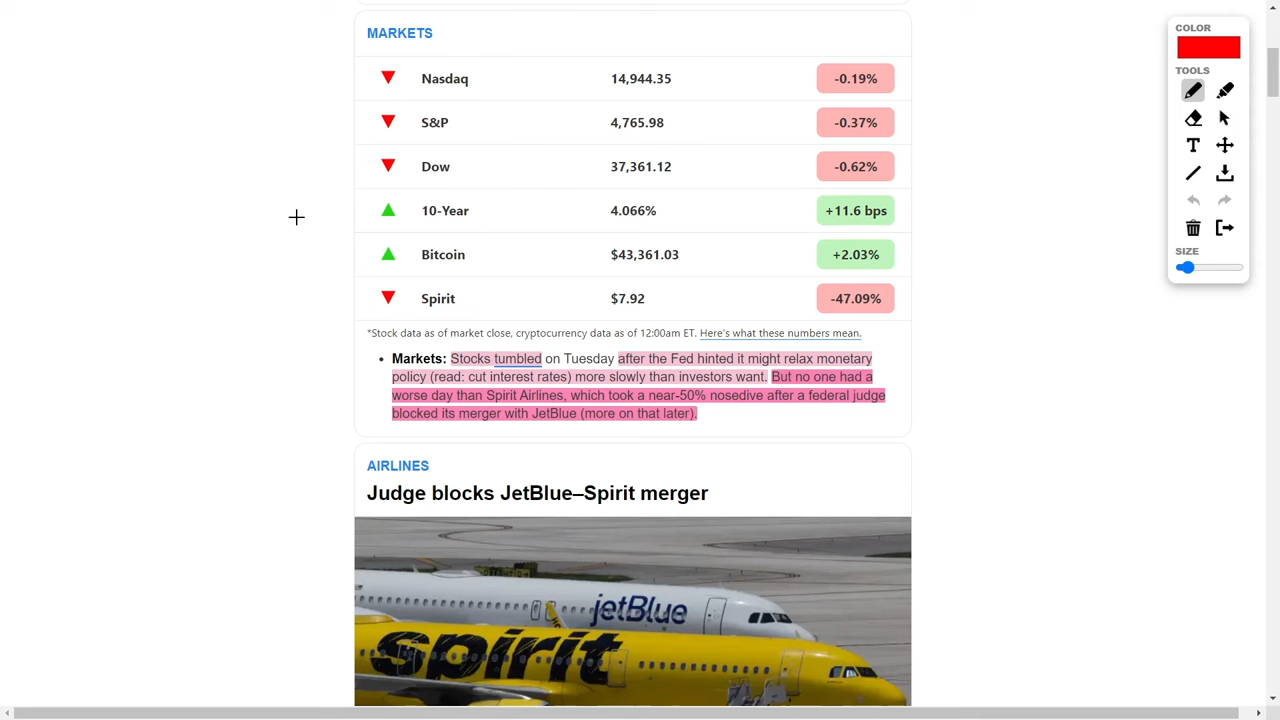 MARKETS
Nasdaq 14,944.35 -0.19%
S&P 4,765.98 -0.37%
Dow 37,361.12 -0.62%
10-Year 4.066% +11.6 bps
Bitcoin $43,361.03 +2.03%
Spirit $7.92 -47.09%
*Stock data as of market close, cryptocurrency data as of 12:00am ET. Here's what these numbers mean.
• Markets: Stocks tumbled on Tuesday after the Fed hinted it might relax monetary
policy (read: cut interest rates) more slowly than investors want. But no one had a
worse day than Spirit Airlines, which took a near-50% nosedive after a federal judge
blocked its merger with JetBlue (more on that later).
AIRLINES
Judge blocks JetBlue–Spirit merger
jetBlue
spirit
COLOR
TOOLS
T
SIZE